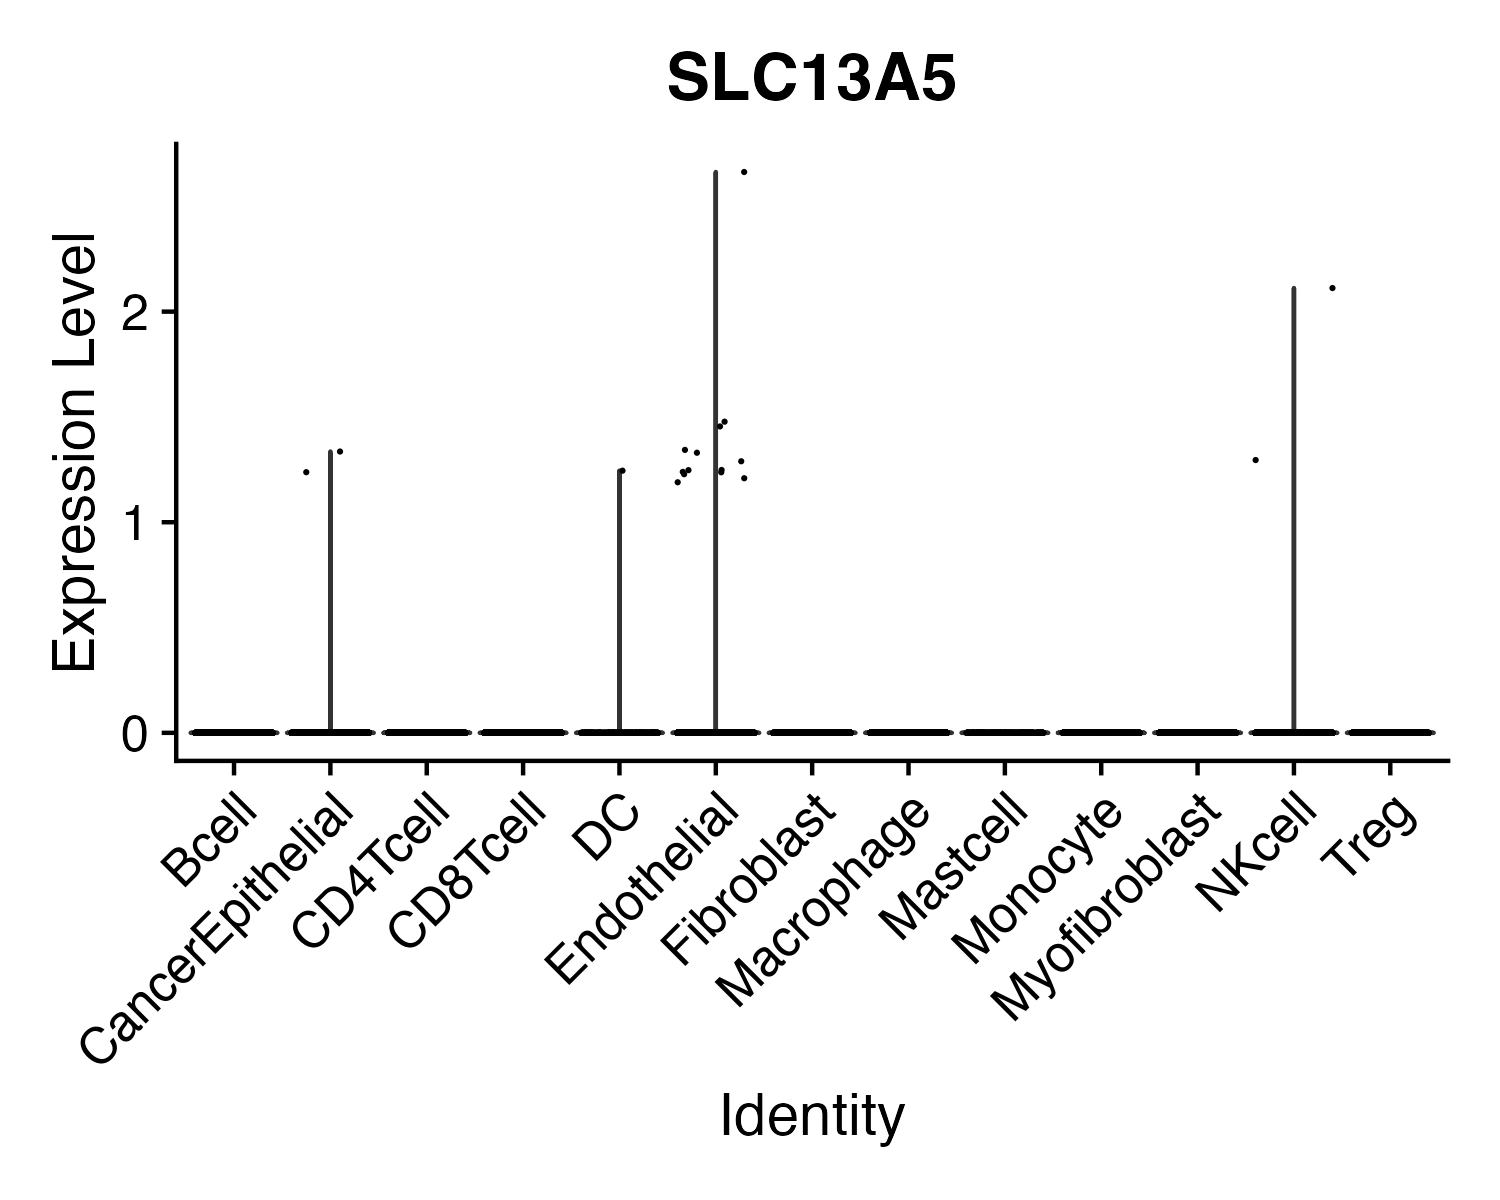 SLC13A5
Expression Level
2
1
0
Bcell
CancerEpithelial
CD4Tcell
CD8Tcell
DC
Endothelial
Fibroblast
Macrophage
Mastcell
Monocyte
Myofibroblast
NKcell
Treg
Identity